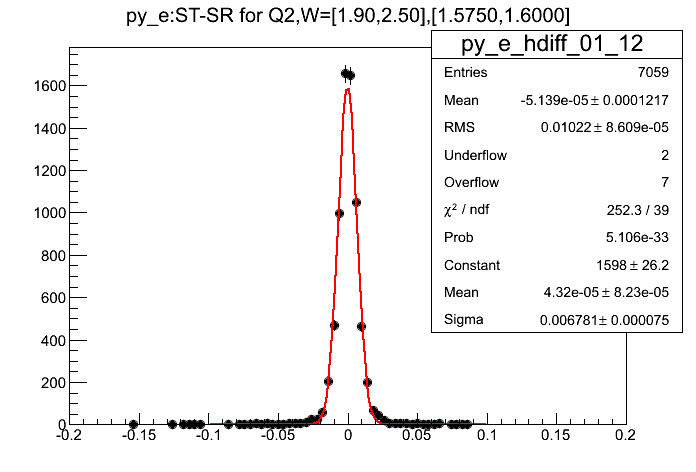 py_e:ST-SR for Q2,W=[1.90,2.50],[1.5750,1.6000]
py_e_hdiff_01_12
Entries 7059
Mean -5.139e-05 ± 0.0001217
RMS 0.01022 ± 8.609e-05
Underflow 2
Overflow 7
χ² / ndf 252.3 / 39
Prob 5.106e-33
Constant 1598 ± 26.2
Mean 4.32e-05 ± 8.23e-05
Sigma 0.006781 ± 0.000075
1600
1400
1200
1000
800
600
400
200
0
-0.2 -0.15 -0.1 -0.05 0 0.05 0.1 0.15 0.2